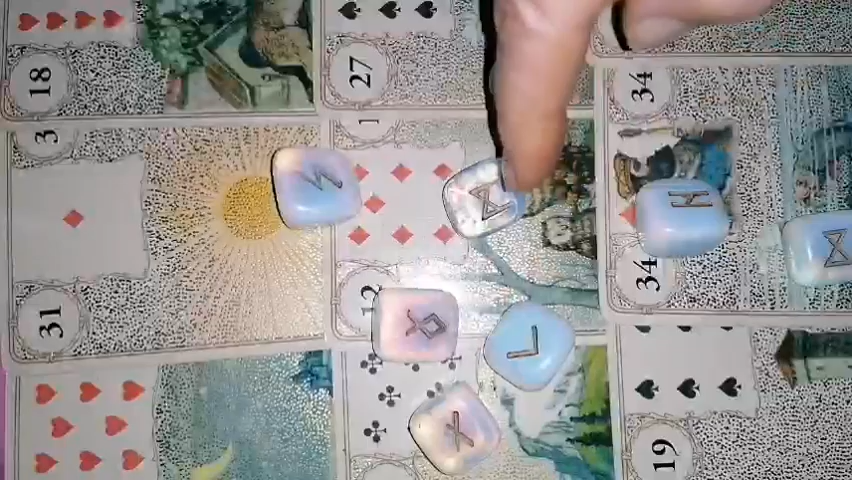 18
27
34
3
1
31
12
34
19
ᛋ
ᛞ
ᚺ
ᛞ
ᛟ
ᛚ
ᚷ